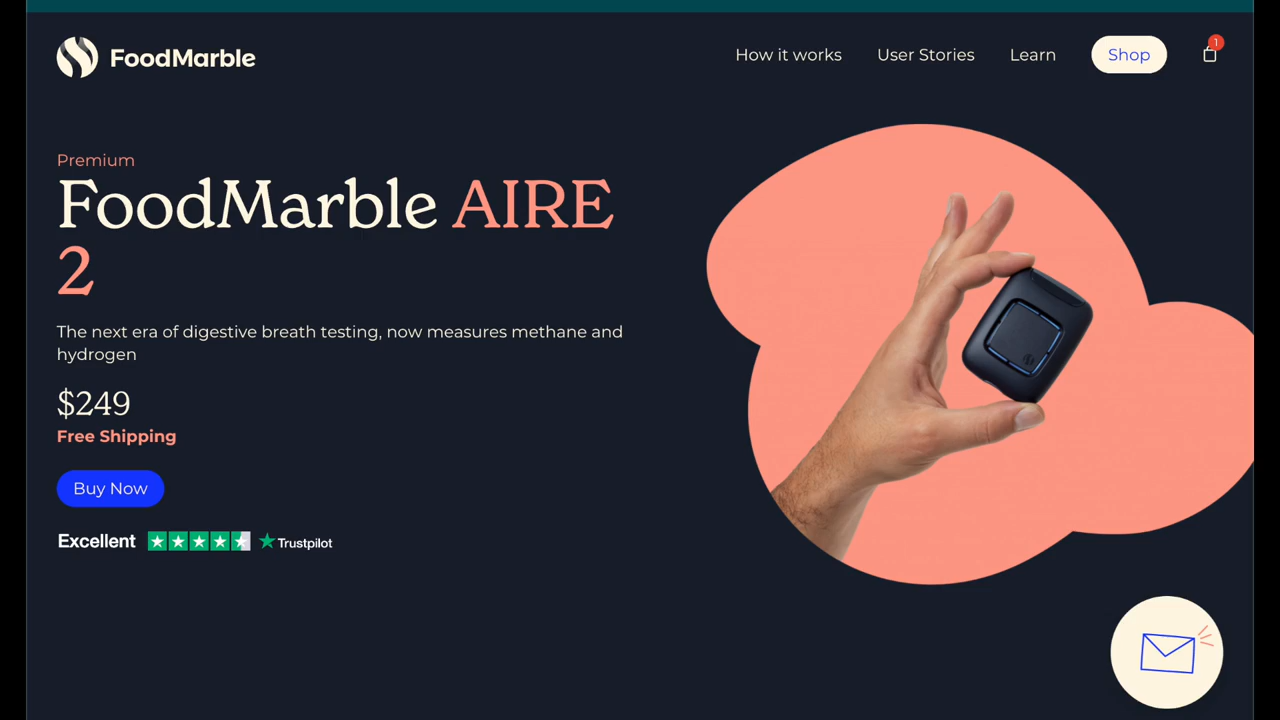 FoodMarble
How it works
User Stories
Learn
Shop
1
Premium
FoodMarble AIRE
2
The next era of digestive breath testing, now measures methane and
hydrogen
$249
Free Shipping
Buy Now
Excellent
Trustpilot